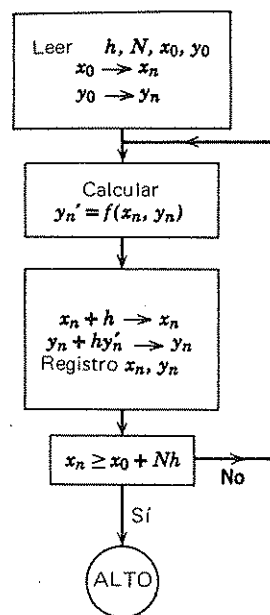 Leer h, N, x₀, y₀
x₀ → xₙ
y₀ → yₙ
Calcular
yₙ′ = f(xₙ, yₙ)
xₙ + h → xₙ
yₙ + hyₙ′ → yₙ
Registro xₙ, yₙ
xₙ ≥ x₀ + Nh
No
Sí
ALTO